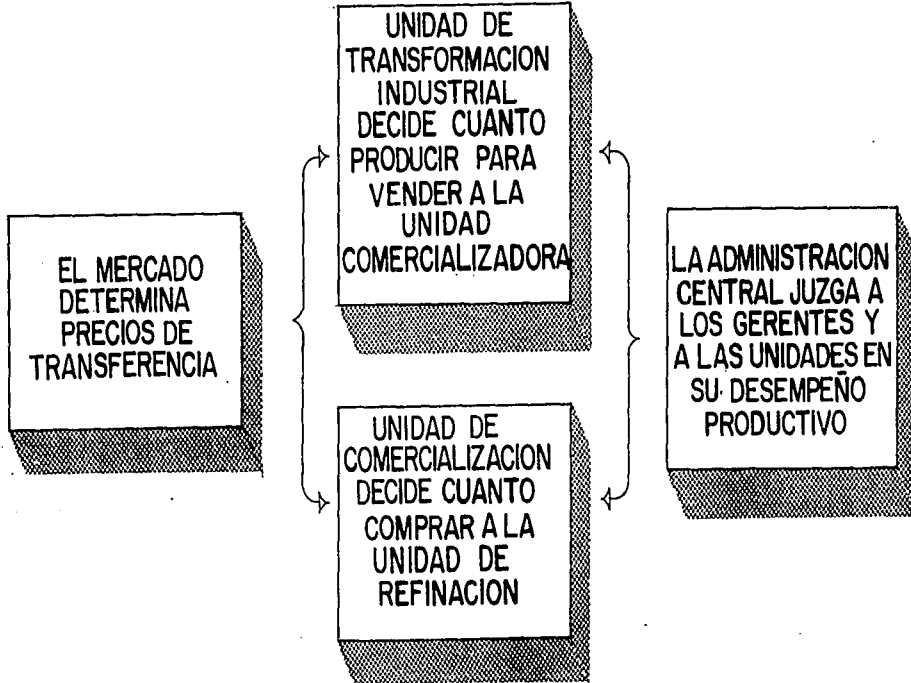 EL MERCADO
DETERMINA
PRECIOS DE
TRANSFERENCIA
UNIDAD DE
TRANSFORMACION
INDUSTRIAL
DECIDE CUANTO
PRODUCIR PARA
VENDER A LA
UNIDAD
COMERCIALIZADORA
UNIDAD DE
COMERCIALIZACION
DECIDE CUANTO
COMPRAR A LA
UNIDAD DE
REFINACION
LA ADMINISTRACION
CENTRAL JUZGA A
LOS GERENTES Y
A LAS UNIDADES EN
SU DESEMPEÑO
PRODUCTIVO